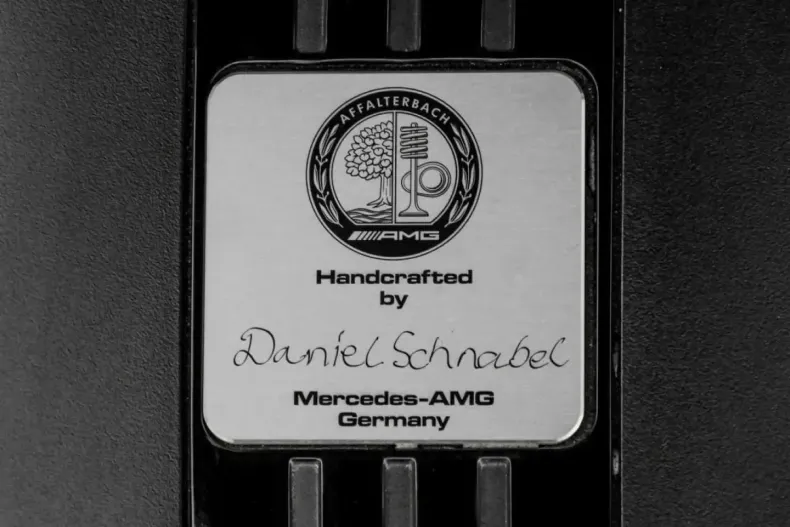 AFFALTERBACH
AMG
Handcrafted
by
Daniel Schnabel
Mercedes-AMG
Germany